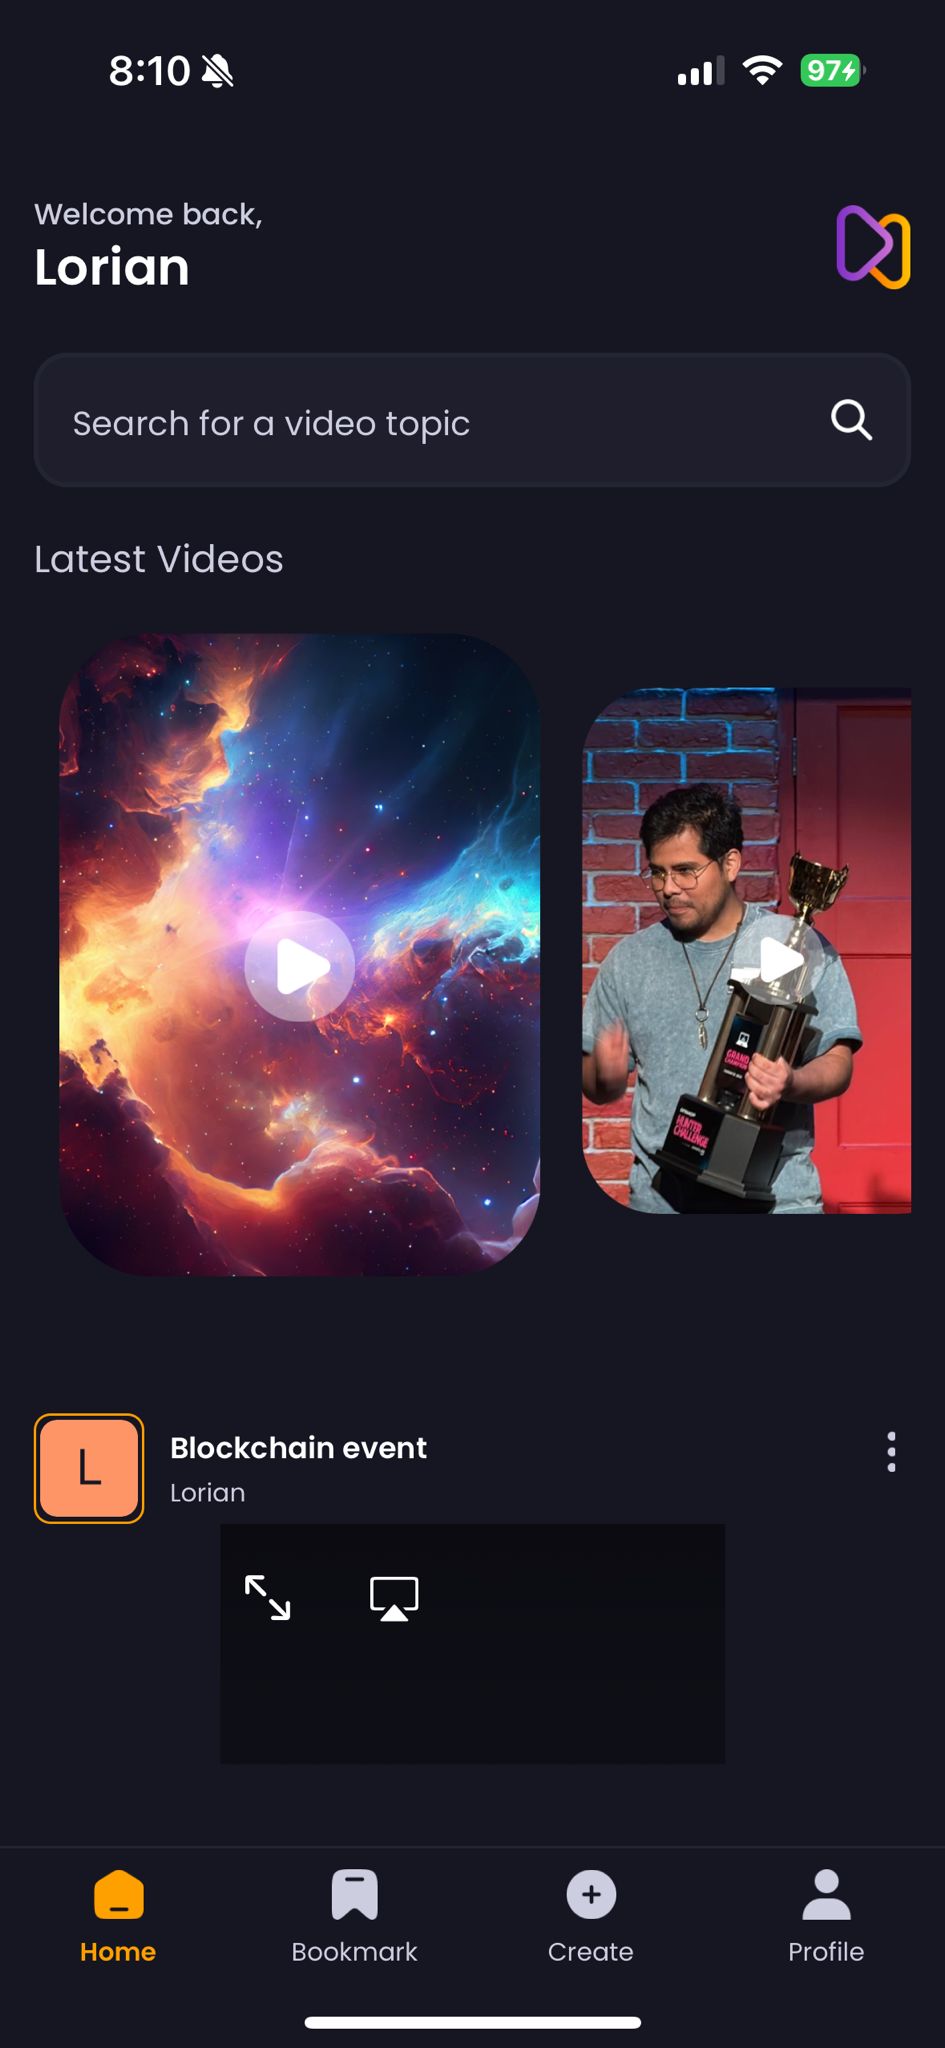 8:10
97
Welcome back,
Lorian
Search for a video topic
Latest Videos
GRAND
HUNTER
CHALLENGE
L
Blockchain event
Lorian
Home
Bookmark
Create
Profile